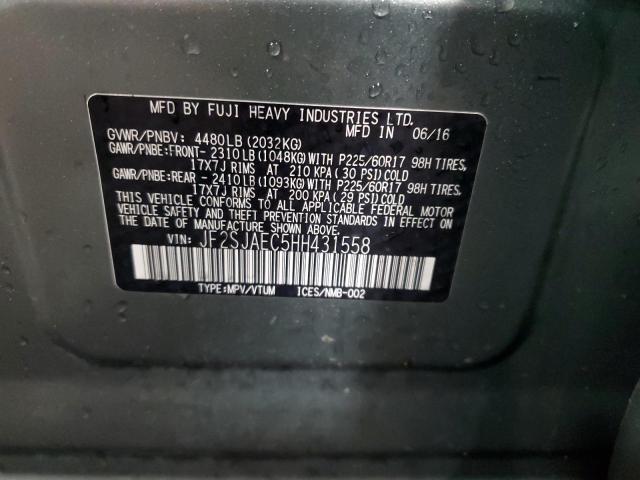 MFD BY FUJI HEAVY INDUSTRIES LTD.
MFD IN 06/16
GVWR/PNBV: 4480LB (2032KG)
GAWR/PNBE:FRONT-2310LB(1048KG)WITH P225/60R17 98H TIRES,
17X7J RIMS AT 210 KPA(30 PSI)COLD
GAWR/PNBE:REAR -2410LB(1093KG)WITH P225/60R17 98H TIRES,
17X7J RIMS AT 200 KPA(29 PSI)COLD
THIS VEHICLE CONFORMS TO ALL APPLICABLE FEDERAL MOTOR
VEHICLE SAFETY AND THEFT PREVENTION STANDARDS IN EFFECT ON
THE DATE OF MANUFACTURE SHOWN ABOVE.
VIN: JF2SJAEC5HH431558
TYPE:MPV/VTUM ICES/NMB-002